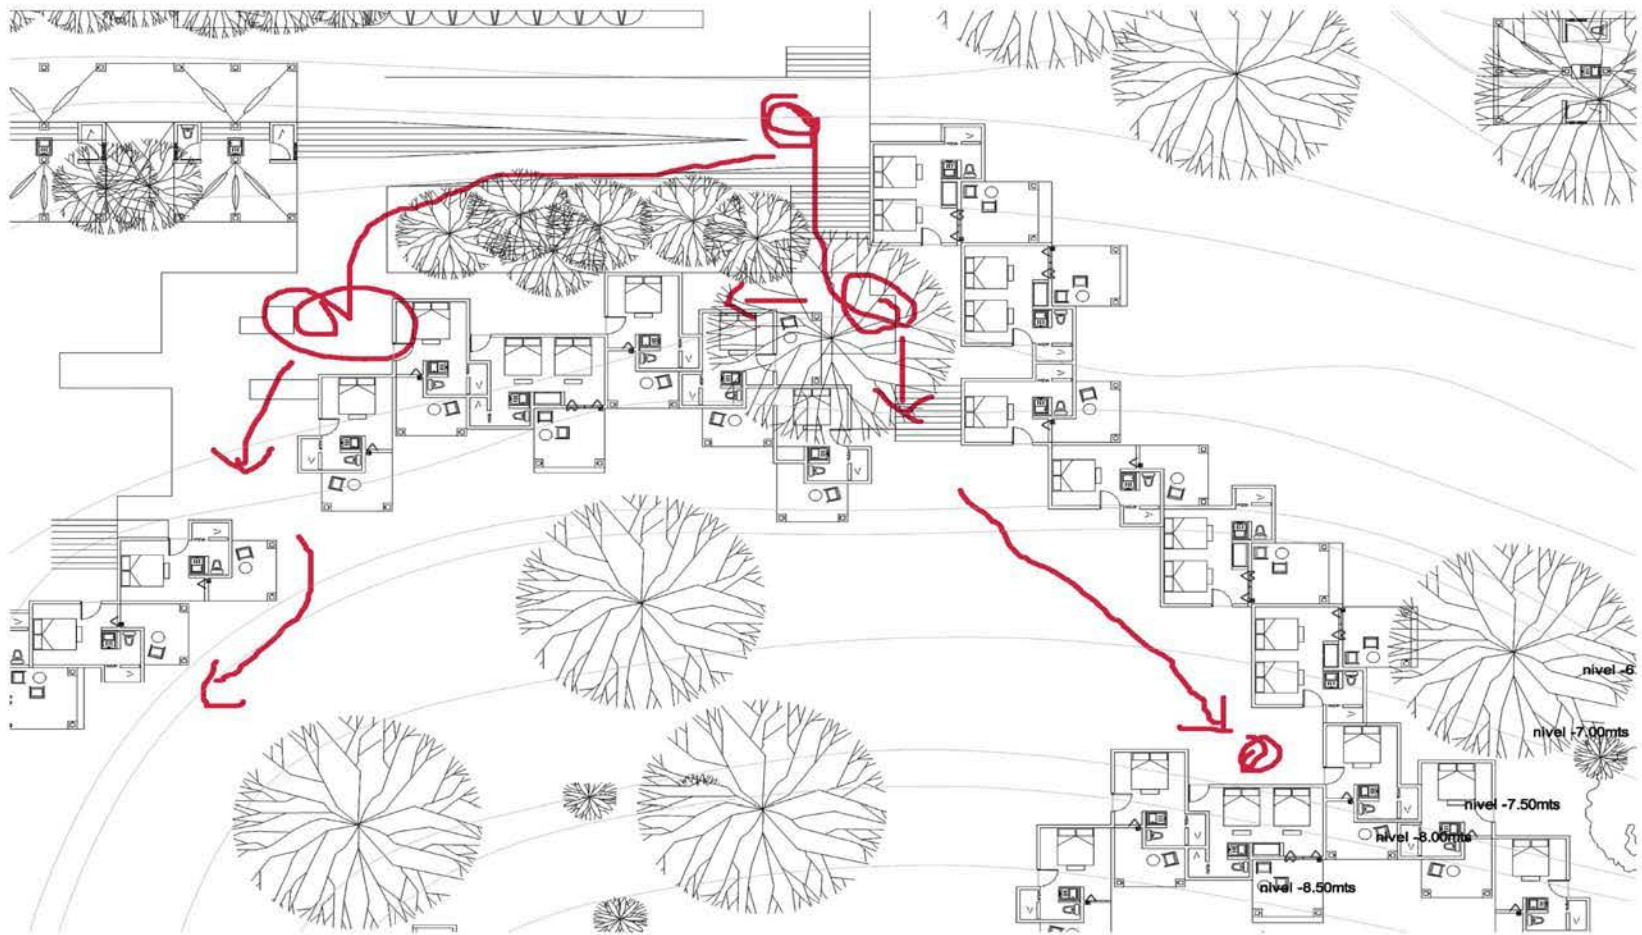 nivel -6
nivel -7.00mts
nivel -7.50mts
nivel -8.00mts
nivel -8.50mts